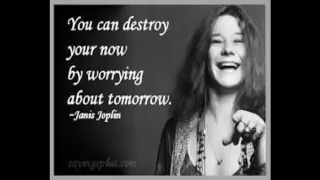 You can destroy
your now
by worrying
about tomorrow.
~Janis Joplin